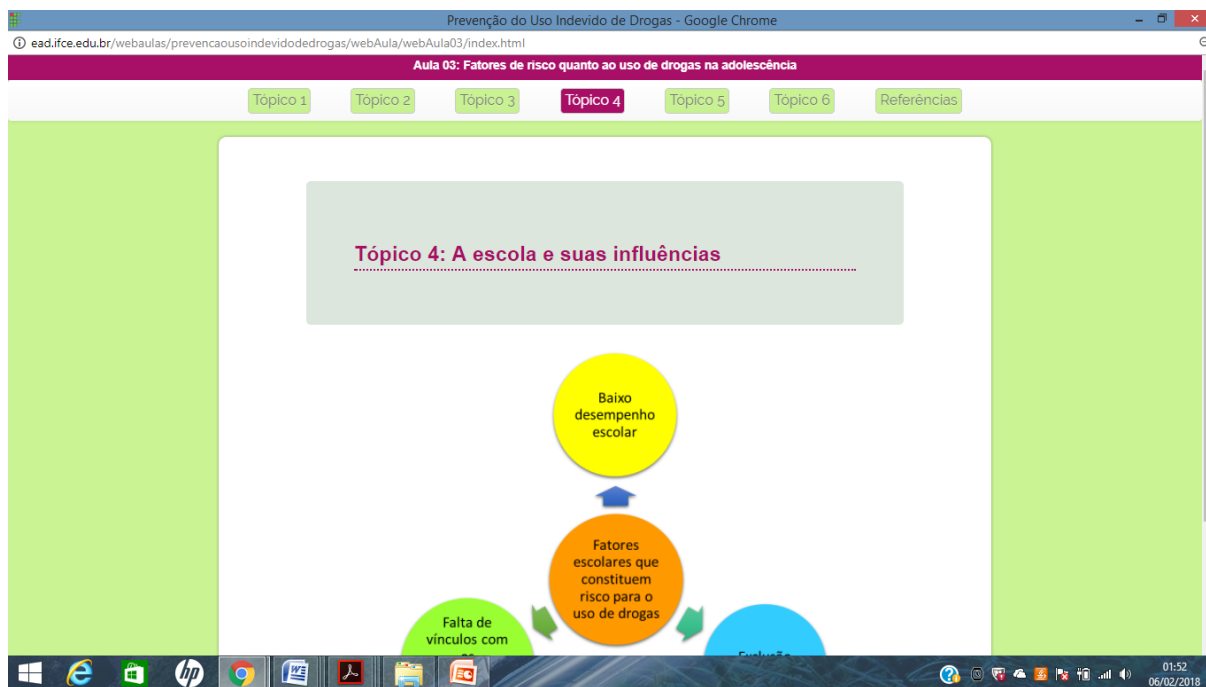 Prevenção do Uso Indevido de Drogas - Google Chrome
ead.ifce.edu.br/webaulas/prevencaousoindevidodedrogas/webAula/webAula03/index.html
Aula 03: Fatores de risco quanto ao uso de drogas na adolescência
Tópico 1 Tópico 2 Tópico 3 Tópico 4 Tópico 5 Tópico 6 Referências
Tópico 4: A escola e suas influências
Baixo
desempenho
escolar
Fatores
escolares que
constituem
risco para o
uso de drogas
Falta de
vínculos com
01:52
06/02/2018